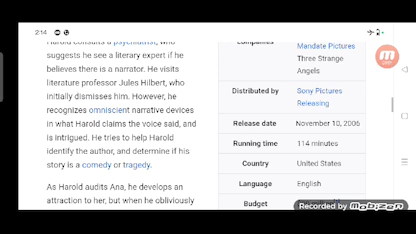 2:14
Harold consults a psychiatrist, who
suggests he see a literary expert if he
believes there is a narrator. He visits
literature professor Jules Hilbert, who
initially dismisses him. However, he
recognizes omniscient narrative devices
in what Harold claims the voice said, and
is intrigued. He tries to help Harold
identify the author, and determine if his
story is a comedy or tragedy.
As Harold audits Ana, he develops an
attraction to her, but when he obliviously
companies
Mandate Pictures
Three Strange
Angels
Distributed by
Sony Pictures
Releasing
Release date
November 10, 2006
Running time
114 minutes
Country
United States
Language
English
Budget
Recorded by Mobizen